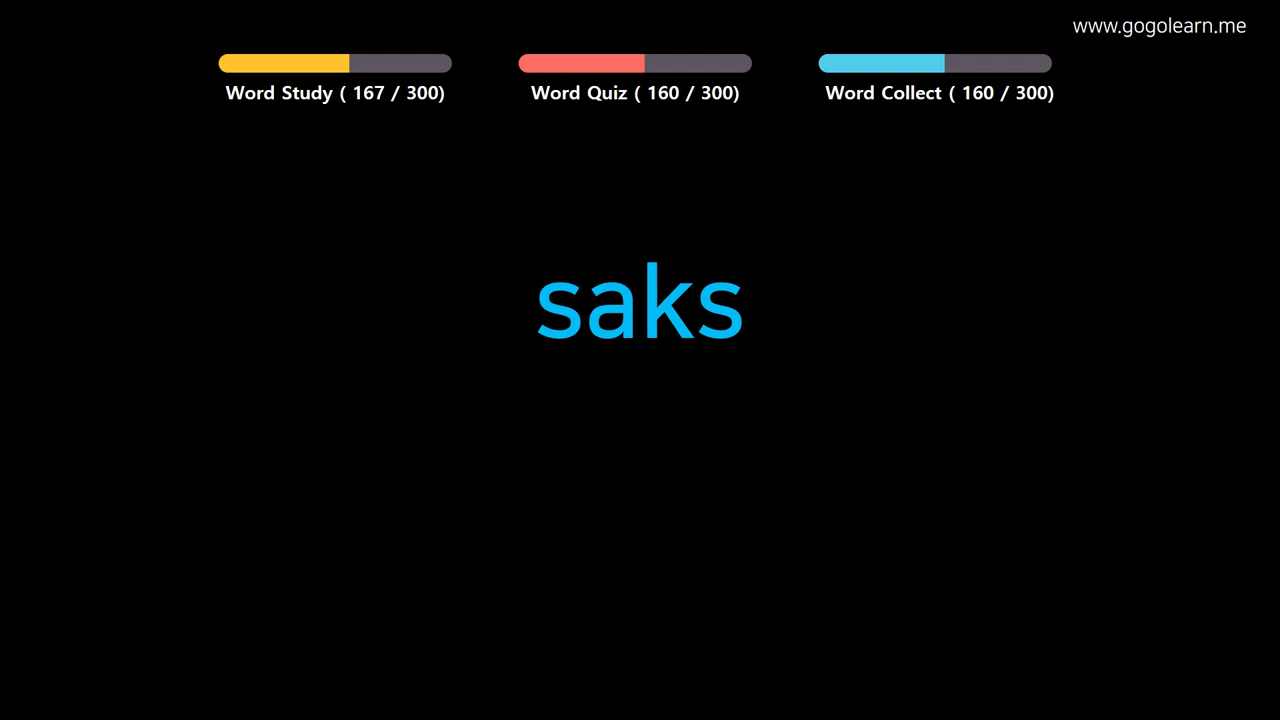 www.gogolearn.me
Word Study ( 167 / 300)
Word Quiz ( 160 / 300)
Word Collect ( 160 / 300)
saks